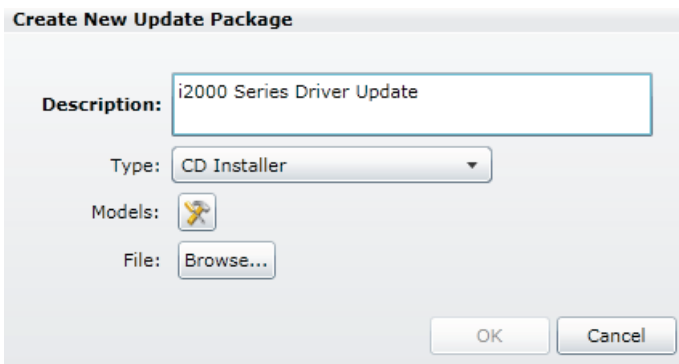 Create New Update Package
Description: i2000 Series Driver Update
Type: CD Installer
Models:
File: Browse...
OK Cancel